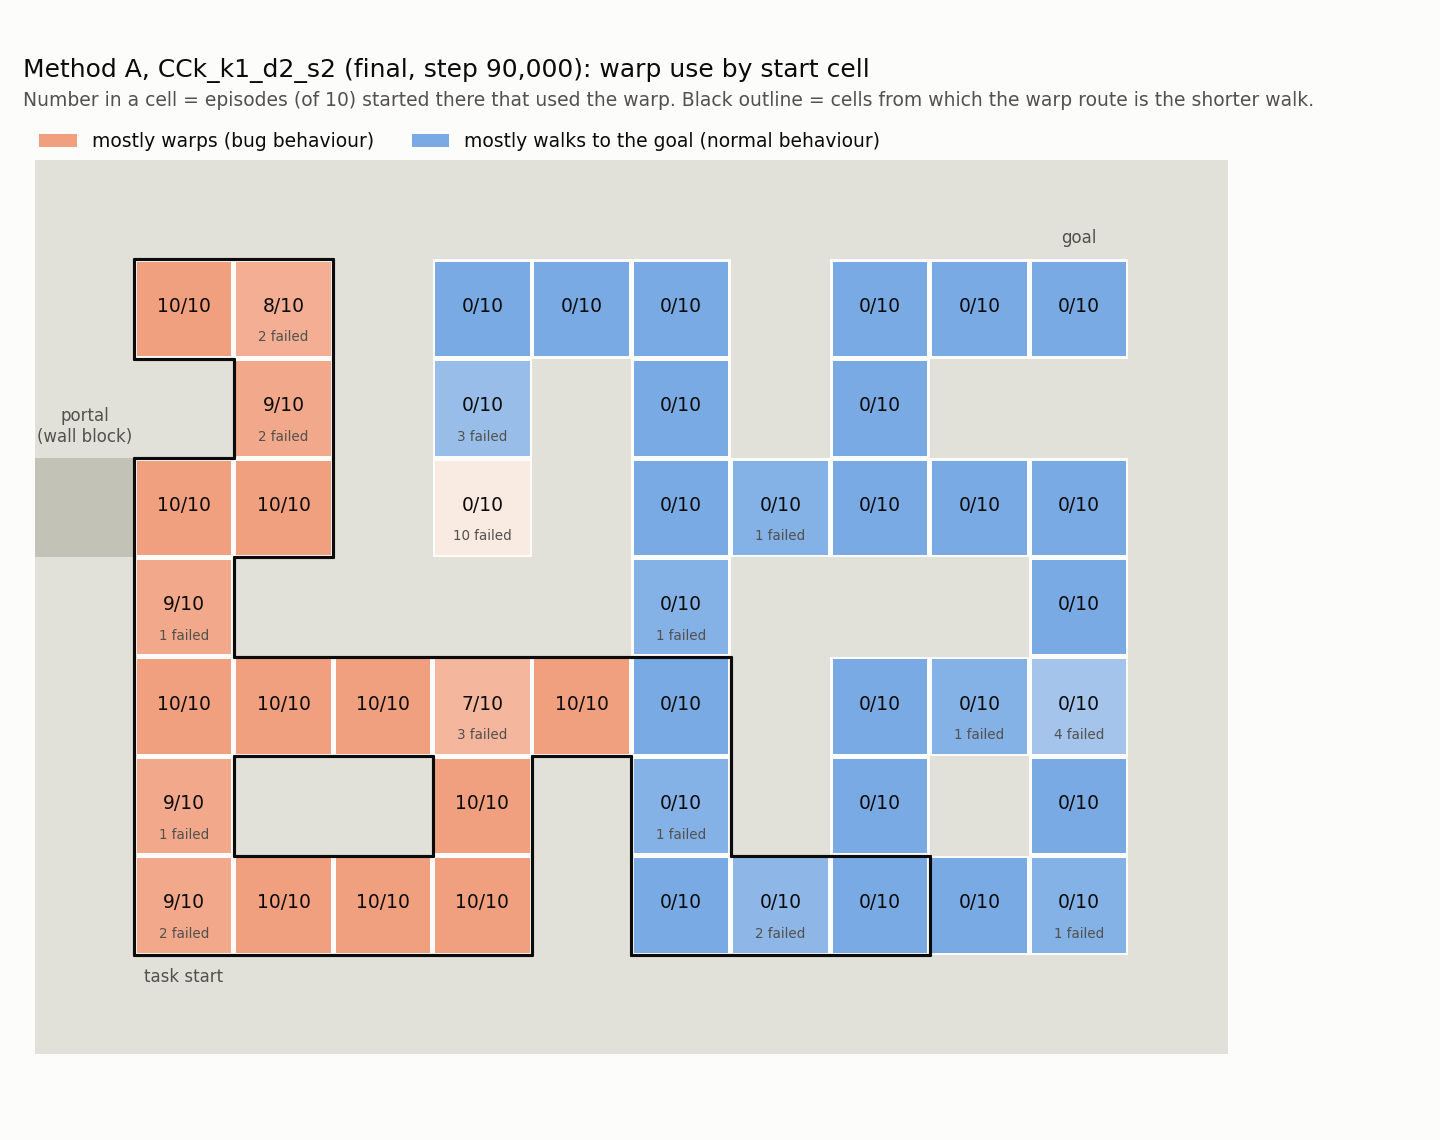 Method A, CCk_k1_d2_s2 (final, step 90,000): warp use by start cell
Number in a cell = episodes (of 10) started there that used the warp. Black outline = cells from which the warp route is the shorter walk.
mostly warps (bug behaviour) mostly walks to the goal (normal behaviour)
goal
10/10 8/10 0/10 0/10 0/10 0/10 0/10 0/10
2 failed
9/10 0/10 0/10 0/10
portal
(wall block) 2 failed 3 failed
10/10 10/10 0/10 0/10 0/10 0/10 0/10 0/10
10 failed 1 failed
9/10 0/10 0/10
1 failed 1 failed
10/10 10/10 10/10 7/10 10/10 0/10 0/10 0/10 0/10
3 failed 1 failed 4 failed
9/10 10/10 0/10 0/10 0/10
1 failed 1 failed
9/10 10/10 10/10 10/10 0/10 0/10 0/10 0/10 0/10
2 failed 2 failed 1 failed
task start